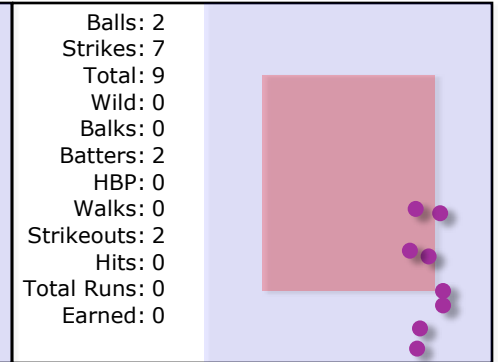 Balls: 2
Strikes: 7
Total: 9
Wild: 0
Balks: 0
Batters: 2
HBP: 0
Walks: 0
Strikeouts: 2
Hits: 0
Total Runs: 0
Earned: 0